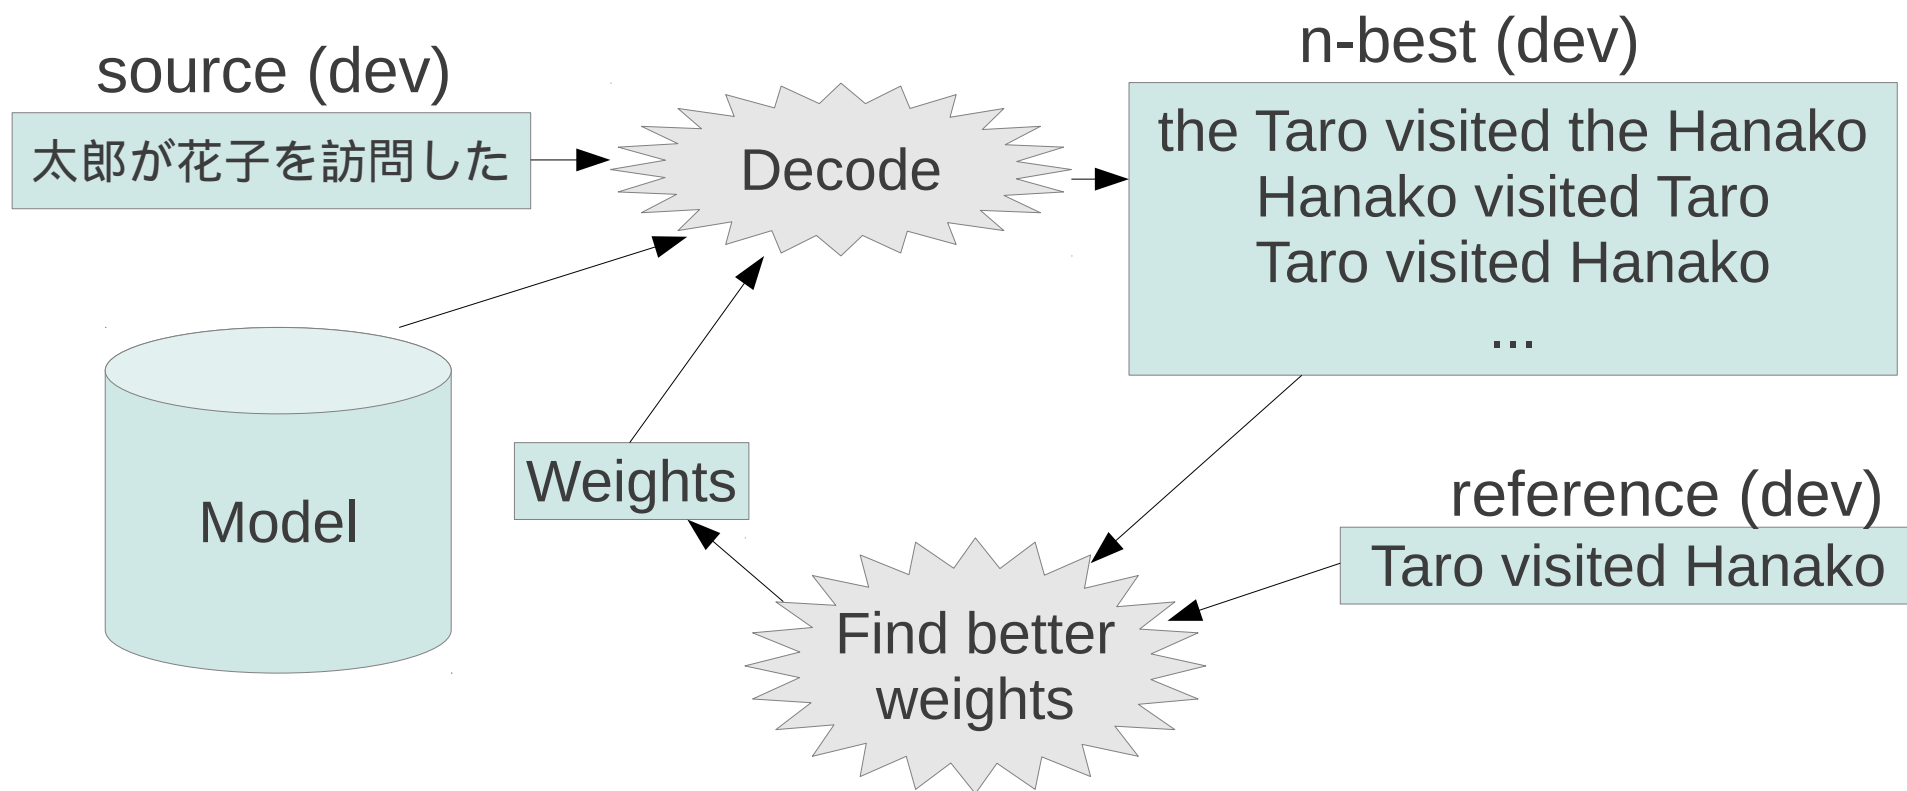 source (dev)
太郎が花子を訪問した
Decode
n-best (dev)
the Taro visited the Hanako
Hanako visited Taro
Taro visited Hanako
...
Model
Weights
reference (dev)
Taro visited Hanako
Find better
weights